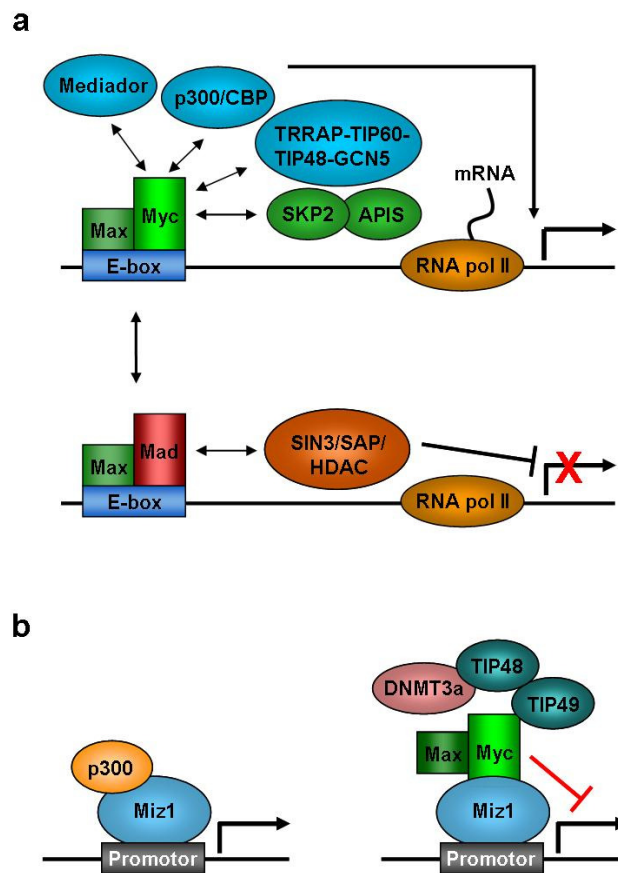 a
Mediador
p300/CBP
TRRAP-TIP60-
TIP48-GCN5
mRNA
Myc
Max
SKP2
APIS
E-box
RNA pol II
Mad
Max
SIN3/SAP/
HDAC
X
E-box
RNA pol II
b
TIP48
DNMT3a
TIP49
p300
Max
Myc
Miz1
Miz1
Promotor
Promotor